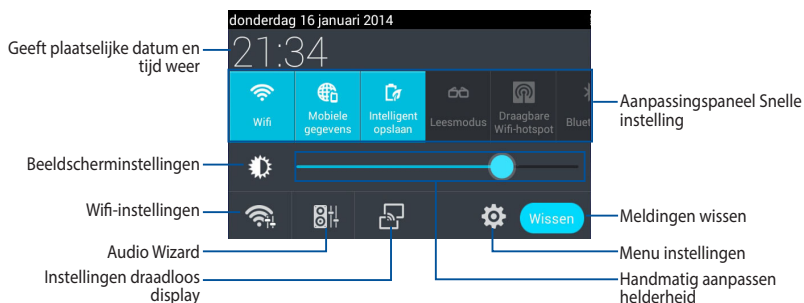 donderdag 16 januari 2014
Geeft plaatselijke datum en
tijd weer
21:34
Wifi
Mobiele
gegevens
Intelligent
opslaan
Leesmodus
Draagbare
Wifi-hotspot
Bluet
Aanpassingspaneel Snelle
instelling
Beeldscherminstellingen
Wifi-instellingen
Wissen
Meldingen wissen
Audio Wizard
Menu instellingen
Instellingen draadloos
display
Handmatig aanpassen
helderheid